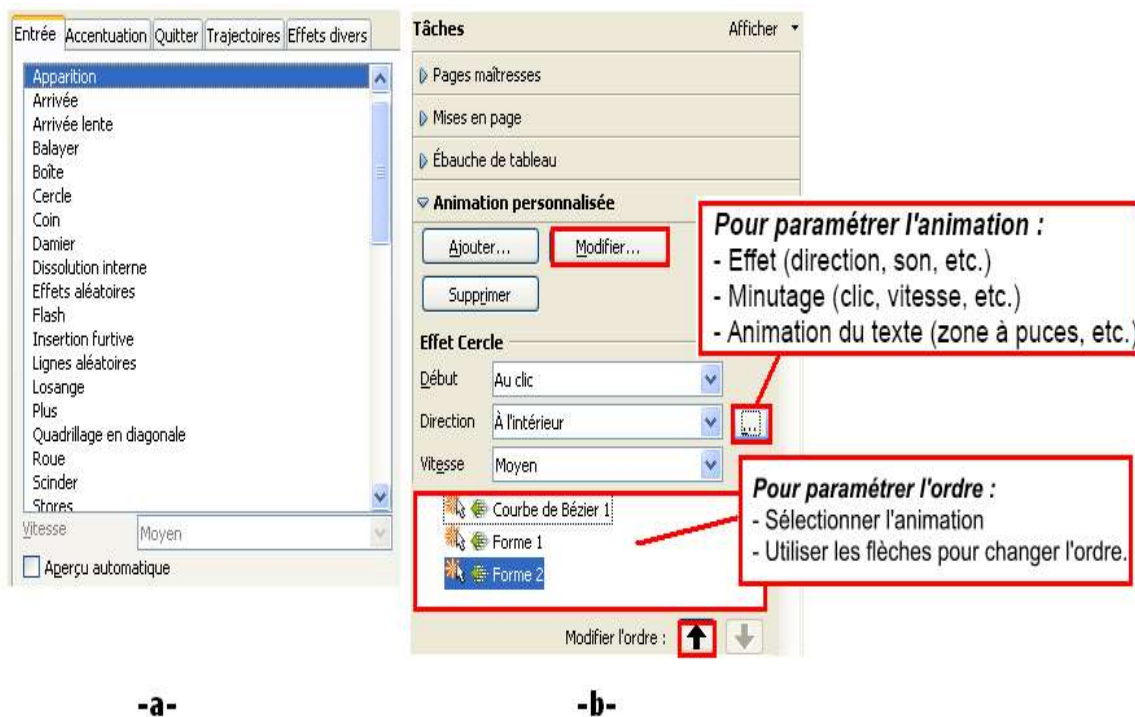 Entrée Accentuation Quitter Trajectoires Effets divers
Apparition
Arrivée
Arrivée lente
Balayer
Boîte
Cercle
Coin
Damier
Dissolution interne
Effets aléatoires
Flash
Insertion furtive
Lignes aléatoires
Losange
Plus
Quadrillage en diagonale
Roue
Scinder
Stores
Vitesse Moyen
Aperçu automatique
-a-
Tâches Afficher
Pages maîtresses
Mises en page
Ébauche de tableau
Animation personnalisée
Ajouter... Modifier...
Supprimer
Effet Cercle
Début Au clic
Direction À l'intérieur ...
Vitesse Moyen
Courbe de Bézier 1
Forme 1
Forme 2
Modifier l'ordre :
Pour paramétrer l'animation :
- Effet (direction, son, etc.)
- Minutage (clic, vitesse, etc.)
- Animation du texte (zone à puces, etc.)
Pour paramétrer l'ordre :
- Sélectionner l'animation
- Utiliser les flèches pour changer l'ordre.
-b-